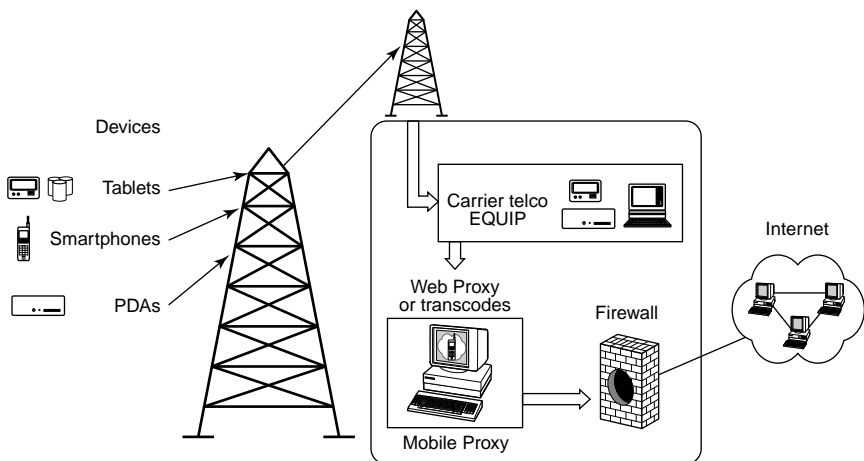 Devices
Tablets
Smartphones
PDAs
Carrier telco
EQUIP
Web Proxy
or transcodes
Mobile Proxy
Firewall
Internet